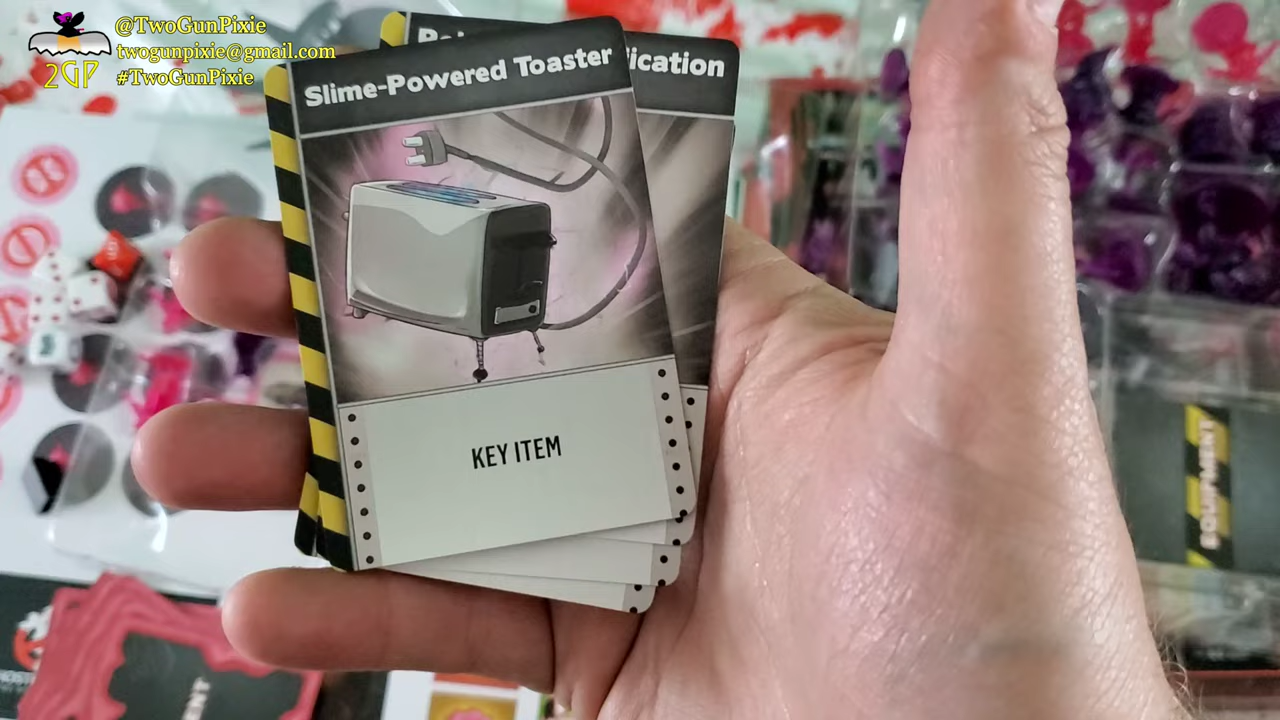 @TwoGunPixie
twogunpixie@gmail.com
#TwoGunPixie
2GP
Slime-Powered Toaster
ication
KEY ITEM
EQUIPMENT